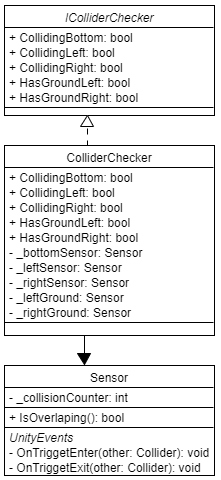 IColliderChecker
+ CollidingBottom: bool
+ CollidingLeft: bool
+ CollidingRight: bool
+ HasGroundLeft: bool
+ HasGroundRight: bool
ColliderChecker
+ CollidingBottom: bool
+ CollidingLeft: bool
+ CollidingRight: bool
+ HasGroundLeft: bool
+ HasGroundRight: bool
- _bottomSensor: Sensor
- _leftSensor: Sensor
- _rightSensor: Sensor
- _leftGround: Sensor
- _rightGround: Sensor
Sensor
- _collisionCounter: int
+ IsOverlaping(): bool
UnityEvents
- OnTriggetEnter(other: Collider): void
- OnTriggetExit(other: Collider): void